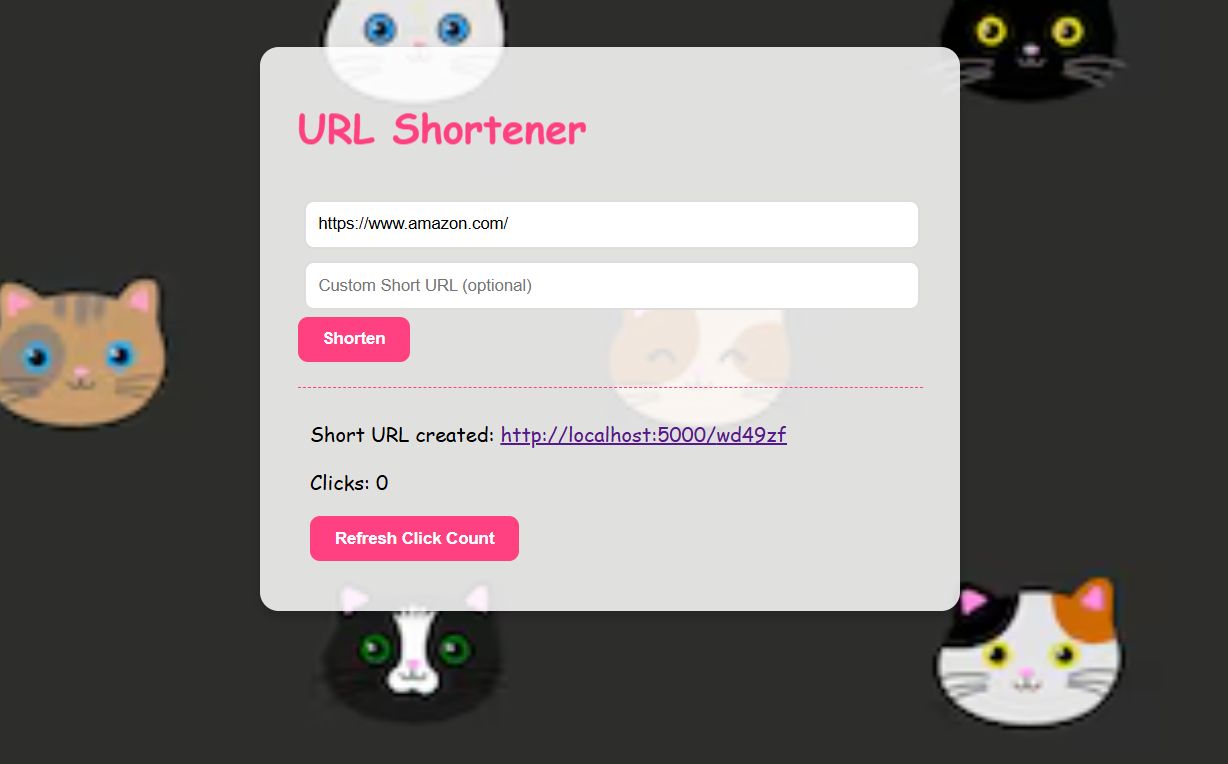 URL Shortener
https://www.amazon.com/
Custom Short URL (optional)
Shorten
Short URL created: http://localhost:5000/wd49zf
Clicks: 0
Refresh Click Count